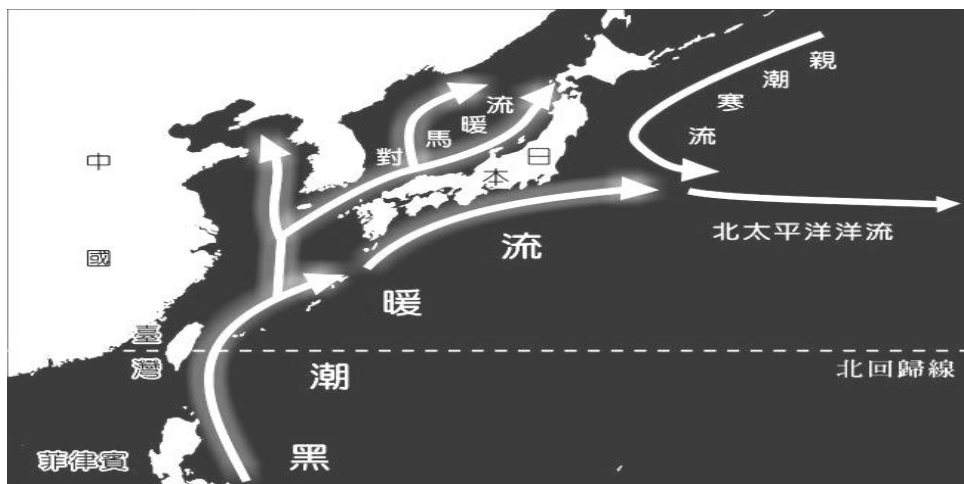 中國
臺灣
菲律賓
日本
對馬暖流
親潮寒流
北太平洋洋流
北回歸線
黑潮暖流